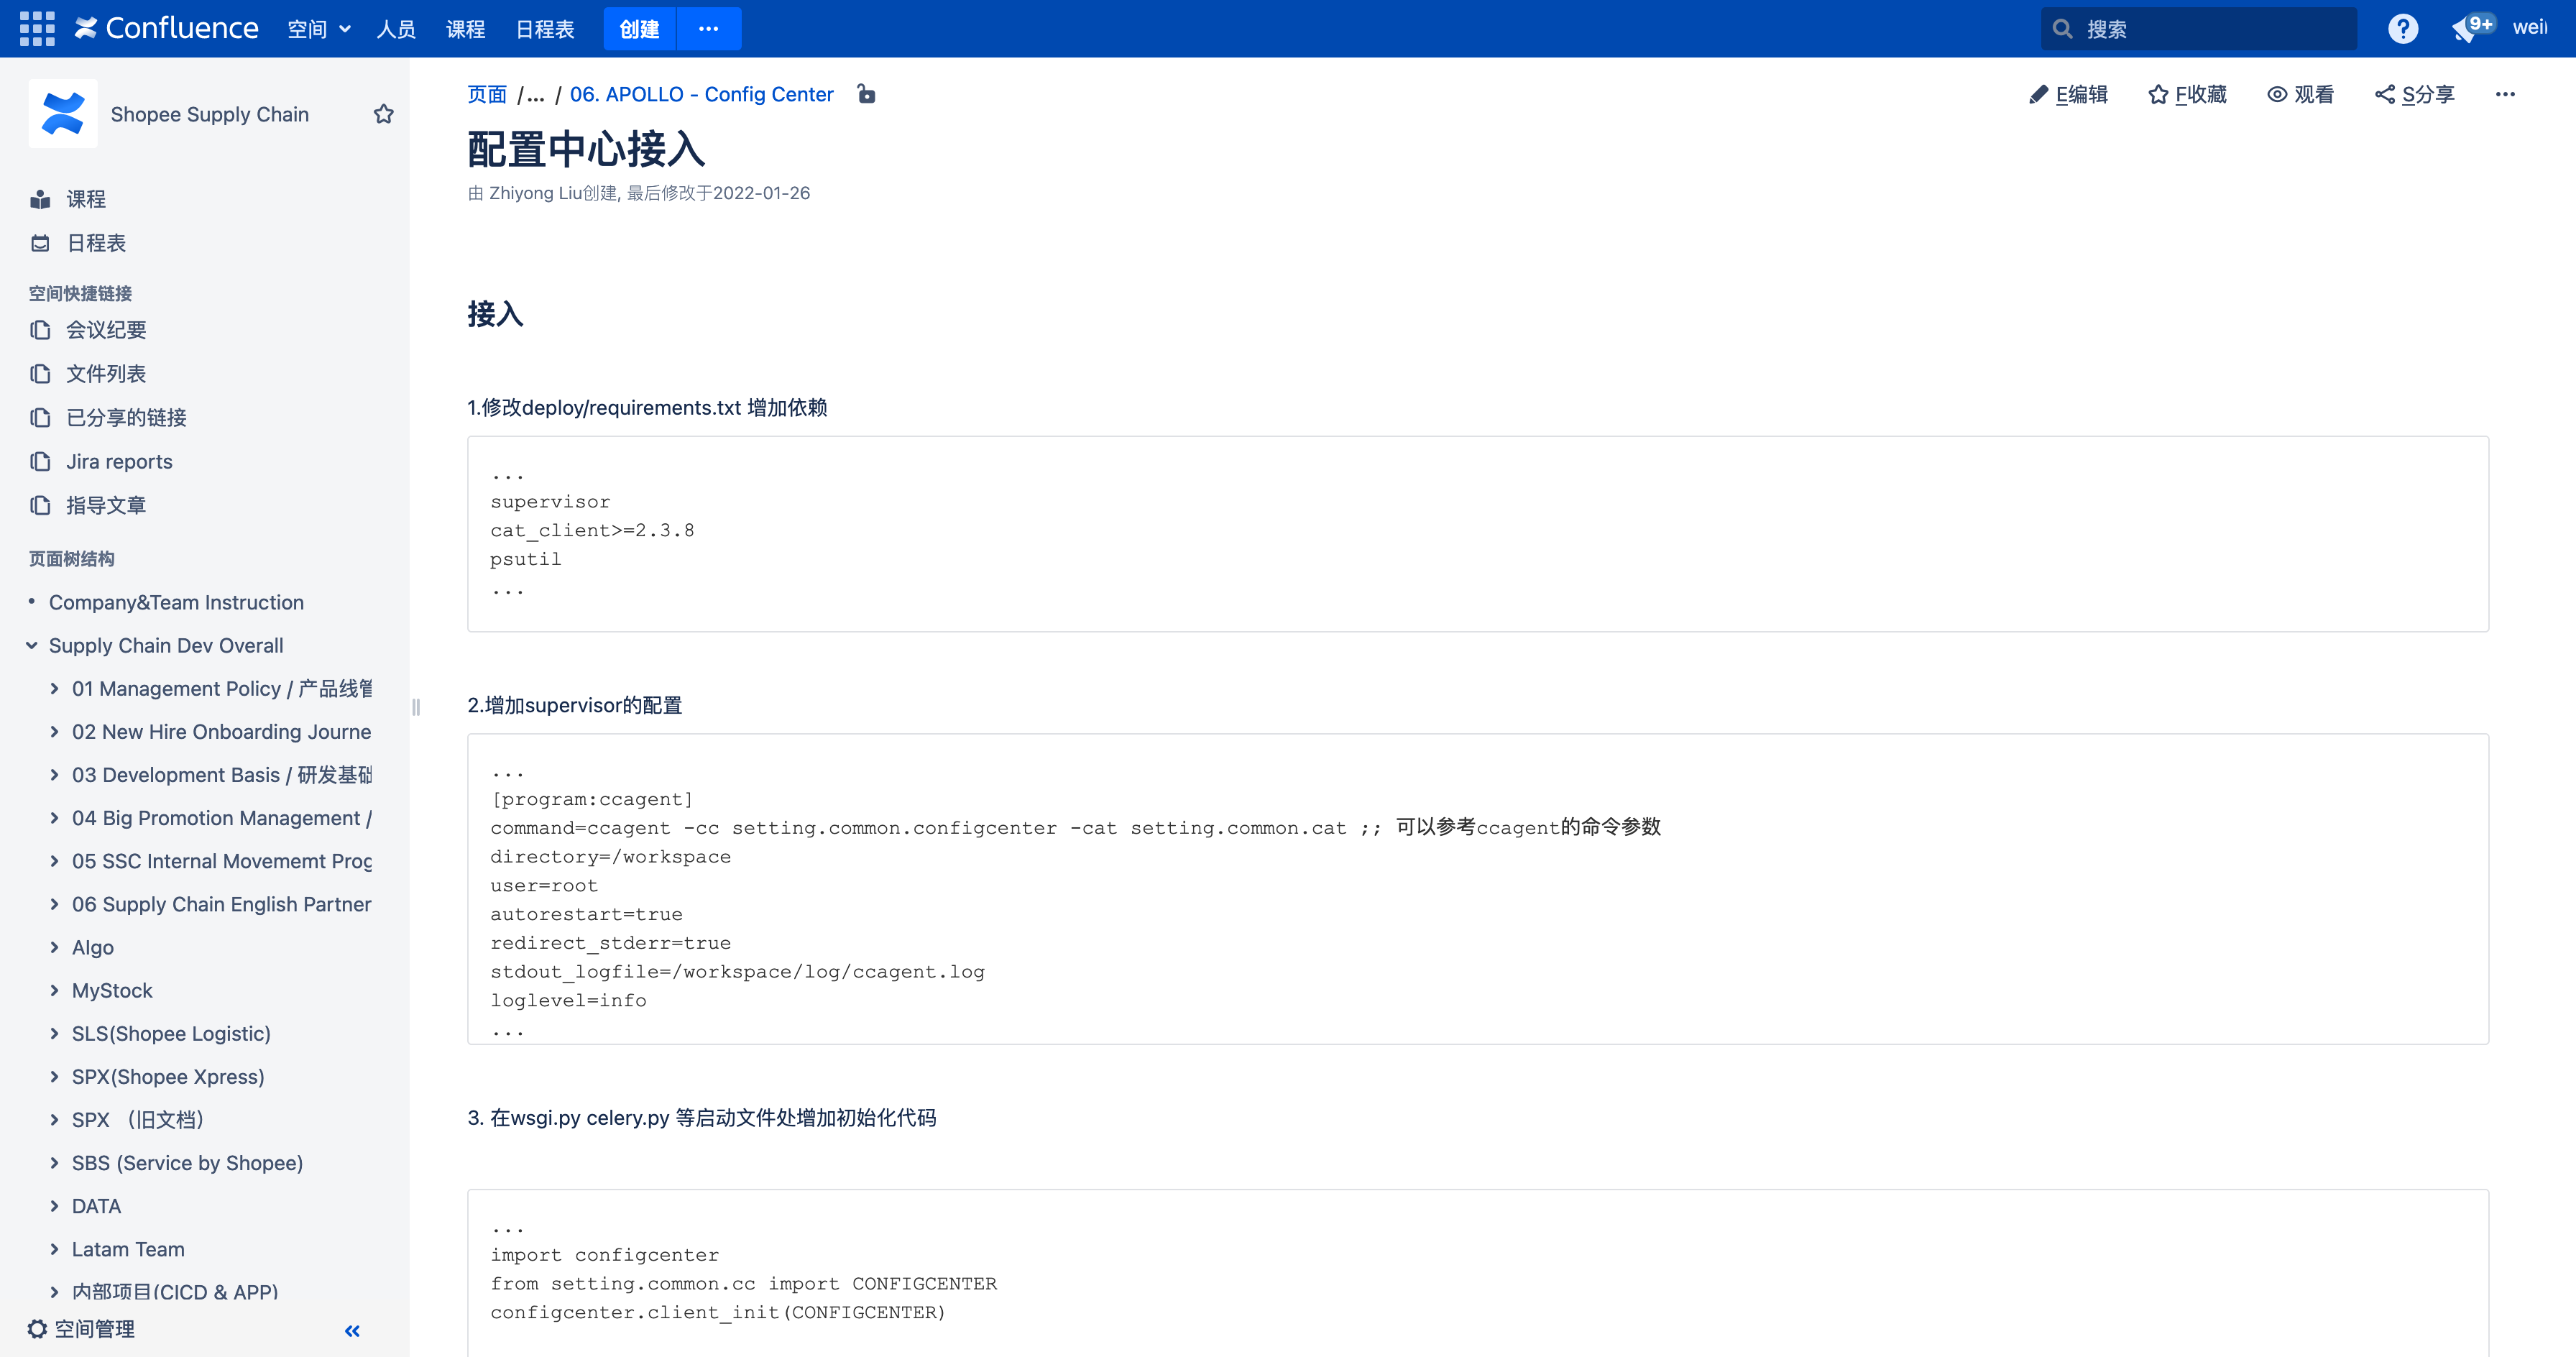 Confluence
空间
人员
课程
日程表
创建
搜索
9+
Shopee Supply Chain
课程
日程表
空间快捷链接
会议纪要
文件列表
已分享的链接
Jira reports
指导文章
页面树结构
Company&Team Instruction
Supply Chain Dev Overall
01 Management Policy / 产品线管
02 New Hire Onboarding Journe
03 Development Basis / 研发基础
04 Big Promotion Management /
05 SSC Internal Movememt Prog
06 Supply Chain English Partner
Algo
MyStock
SLS(Shopee Logistic)
SPX(Shopee Xpress)
SPX （旧文档）
SBS (Service by Shopee)
DATA
Latam Team
内部项目(CICD & APP)
空间管理
页面 /... / 06. APOLLO - Config Center
E编辑
F收藏
观看
S分享
配置中心接入
由 Zhiyong Liu创建, 最后修改于2022-01-26
接入
1.修改deploy/requirements.txt 增加依赖
...
supervisor
cat_client>=2.3.8
psutil
...
2.增加supervisor的配置
...
[program:ccagent]
command=ccagent -cc setting.common.configcenter -cat setting.common.cat ;; 可以参考ccagent的命令参数
directory=/workspace
user=root
autorestart=true
redirect_stderr=true
stdout_logfile=/workspace/log/ccagent.log
loglevel=info
...
3. 在wsgi.py celery.py 等启动文件处增加初始化代码
...
import configcenter
from setting.common.cc import CONFIGCENTER
configcenter.client_init(CONFIGCENTER)